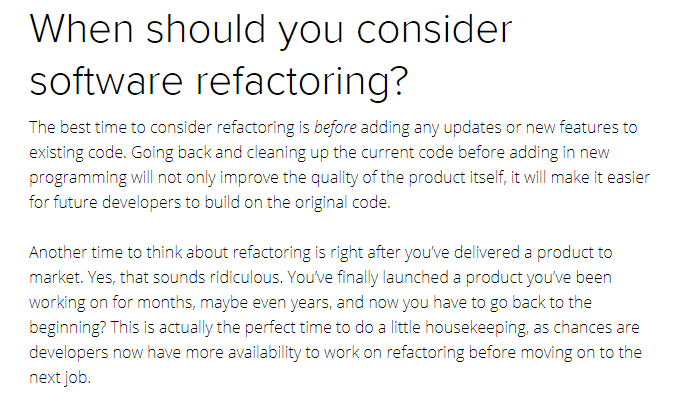 When should you consider
software refactoring?
The best time to consider refactoring is before adding any updates or new features to
existing code. Going back and cleaning up the current code before adding in new
programming will not only improve the quality of the product itself, it will make it easier
for future developers to build on the original code.
Another time to think about refactoring is right after you've delivered a product to
market. Yes, that sounds ridiculous. You've finally launched a product you've been
working on for months, maybe even years, and now you have to go back to the
beginning? This is actually the perfect time to do a little housekeeping, as chances are
developers now have more availability to work on refactoring before moving on to the
next job.